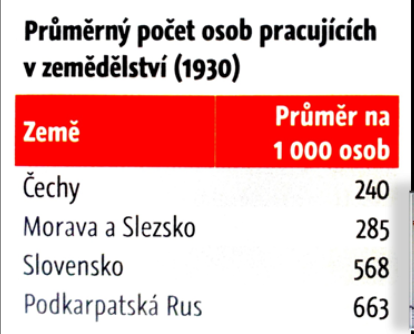 Průměrný počet osob pracujících
v zemědělství (1930)
Země Průměr na
1 000 osob
Čechy 240
Morava a Slezsko 285
Slovensko 568
Podkarpatská Rus 663